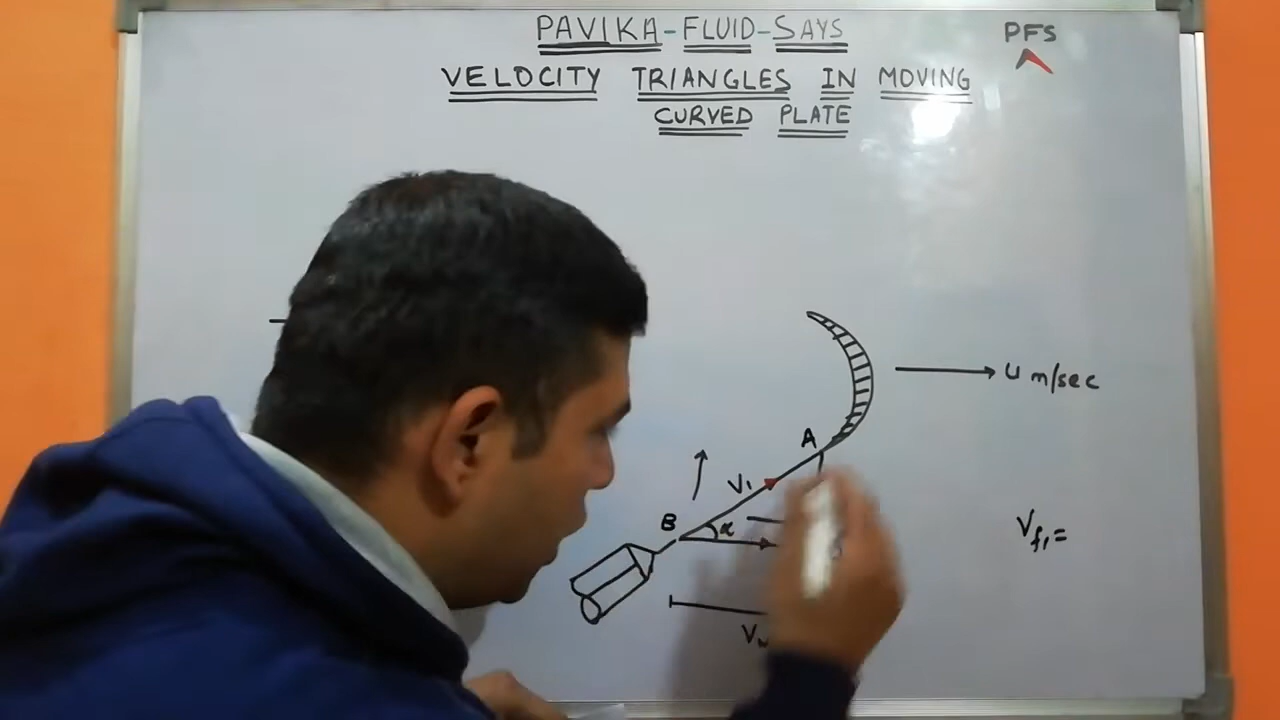 PAVIKA-FLUID-SAYS
PFS
VELOCITY TRIANGLES IN MOVING
CURVED PLATE
U m/sec
A
V1
B
α
Vf1=